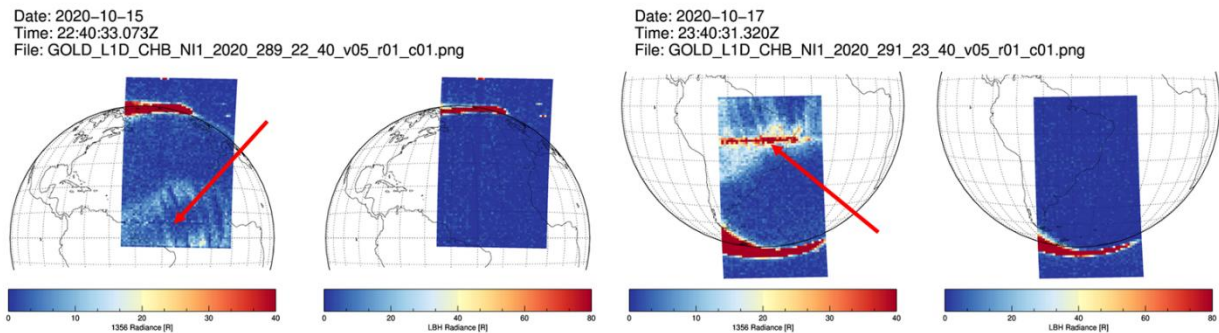 Date: 2020-10-15
Time: 22:40:33.073Z
File: GOLD_L1D_CHB_NI1_2020_289_22_40_v05_r01_c01.png
0 10 20 30 40
1356 Radiance [R]
0 20 40 60 80
LBH Radiance [R]
Date: 2020-10-17
Time: 23:40:31.320Z
File: GOLD_L1D_CHB_NI1_2020_291_23_40_v05_r01_c01.png
0 10 20 30 40
1356 Radiance [R]
0 20 40 60 80
LBH Radiance [R]